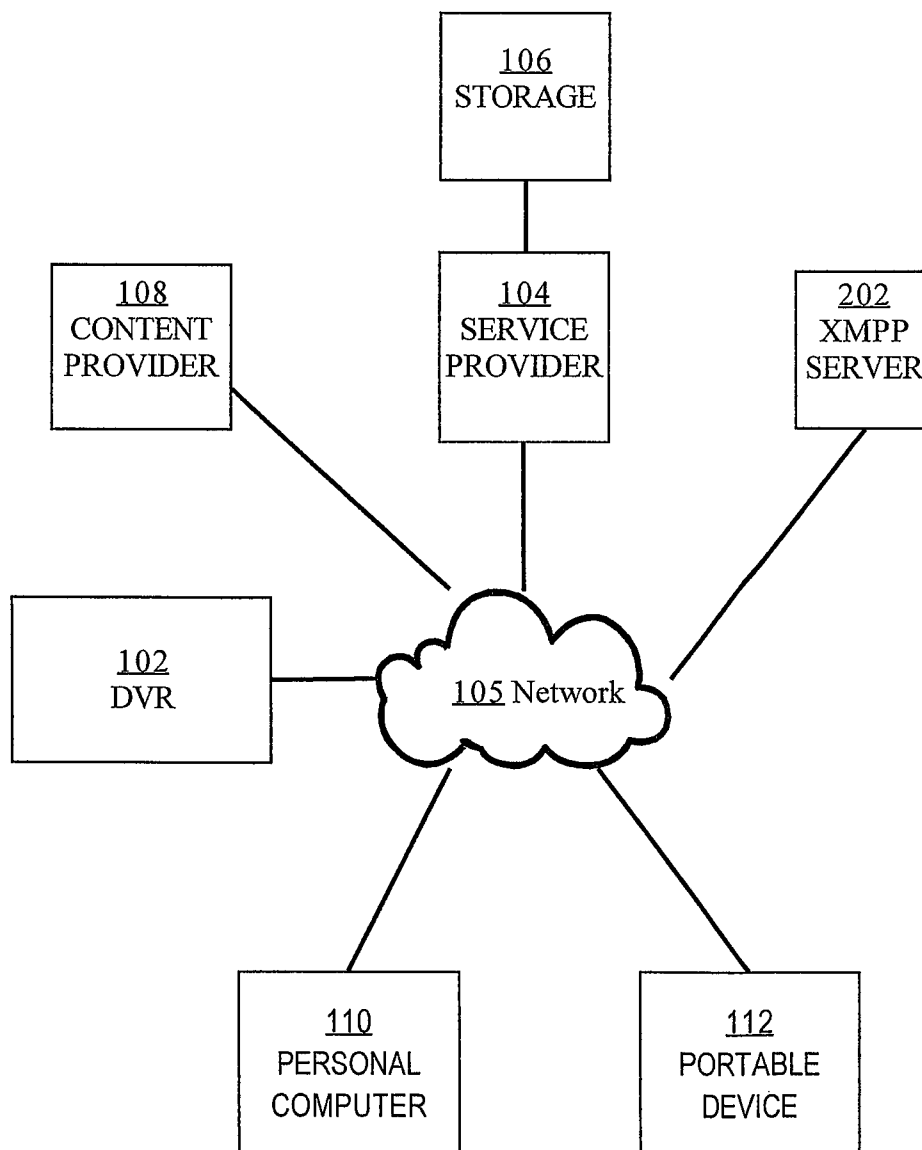 106
STORAGE
108
CONTENT
PROVIDER
104
SERVICE
PROVIDER
202
XMPP
SERVER
102
DVR
105 Network
110
PERSONAL
COMPUTER
112
PORTABLE
DEVICE